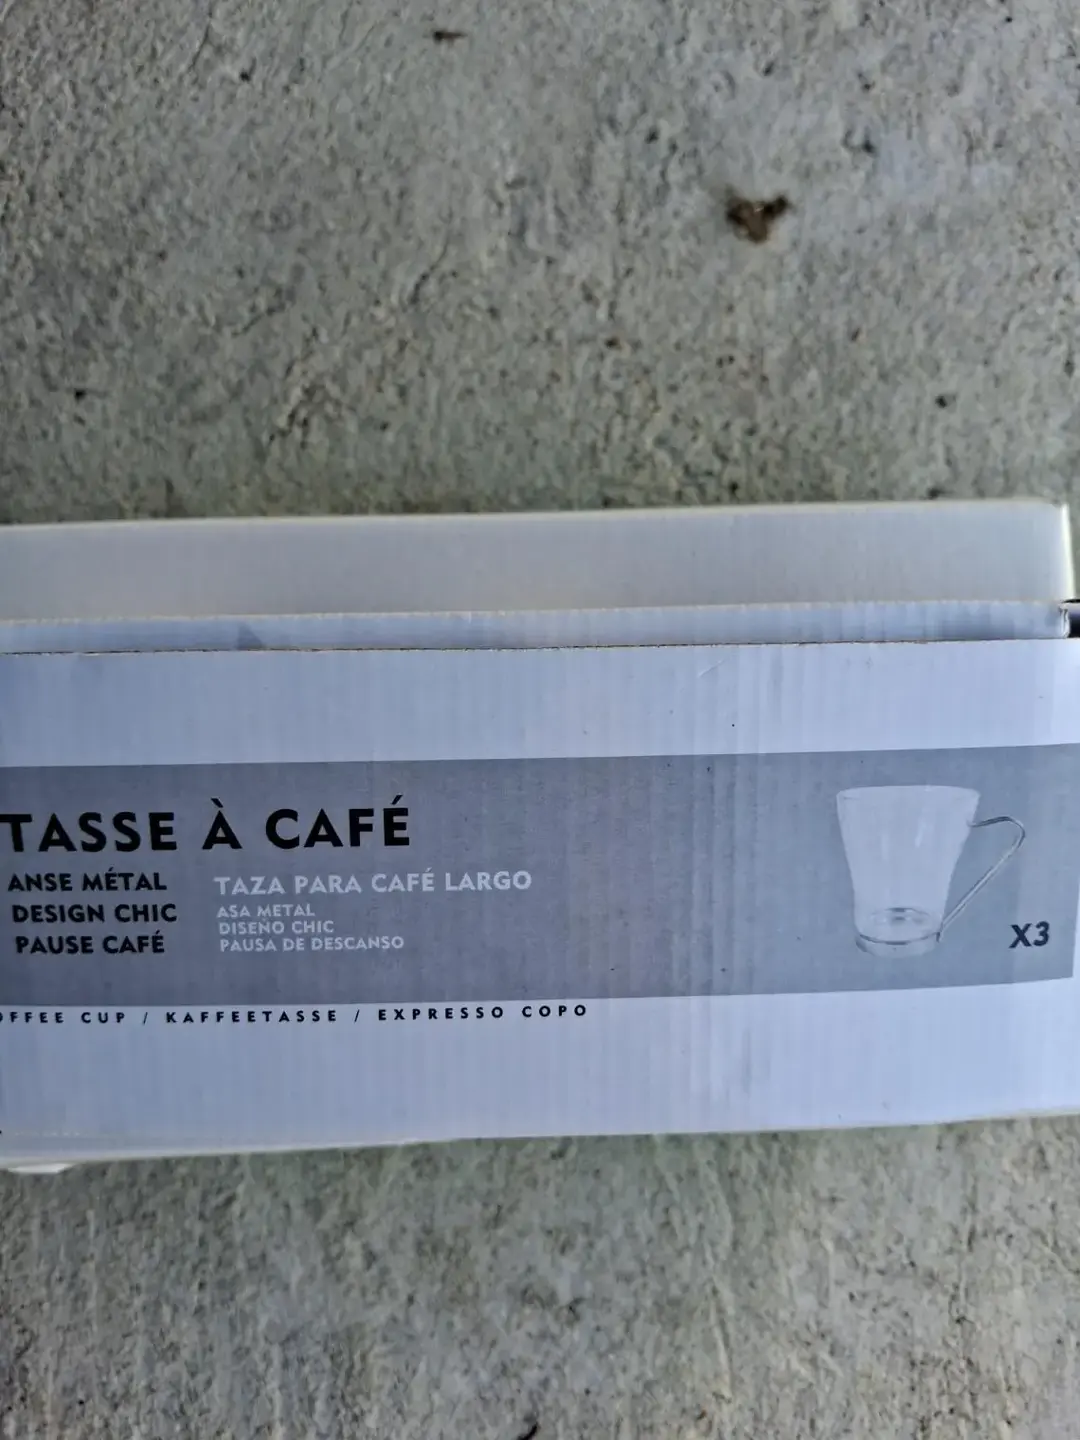 TASSE À CAFÉ
ANSE MÉTAL
DESIGN CHIC
PAUSE CAFÉ
TAZA PARA CAFÉ LARGO
ASA METAL
DISEÑO CHIC
PAUSA DE DESCANSO
X3
CUP / KAFFEETASSE / EXPRESSO COPO